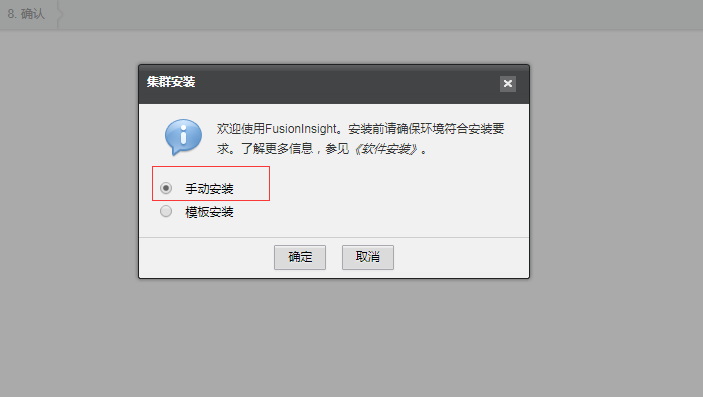 8. 确认
集群安装
欢迎使用FusionInsight。安装前请确保环境符合安装要
求。了解更多信息，参见《软件安装》。
手动安装
模板安装
确定 取消